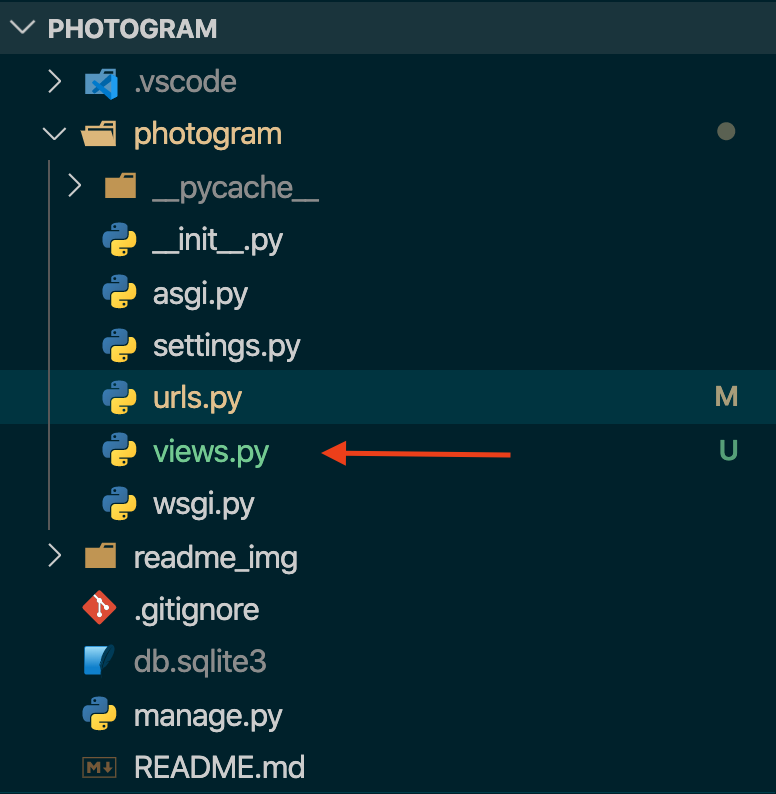 PHOTOGRAM
.vscode
photogram
__pycache__
__init__.py
asgi.py
settings.py
urls.py M
views.py U
wsgi.py
readme_img
.gitignore
db.sqlite3
manage.py
M↓ README.md